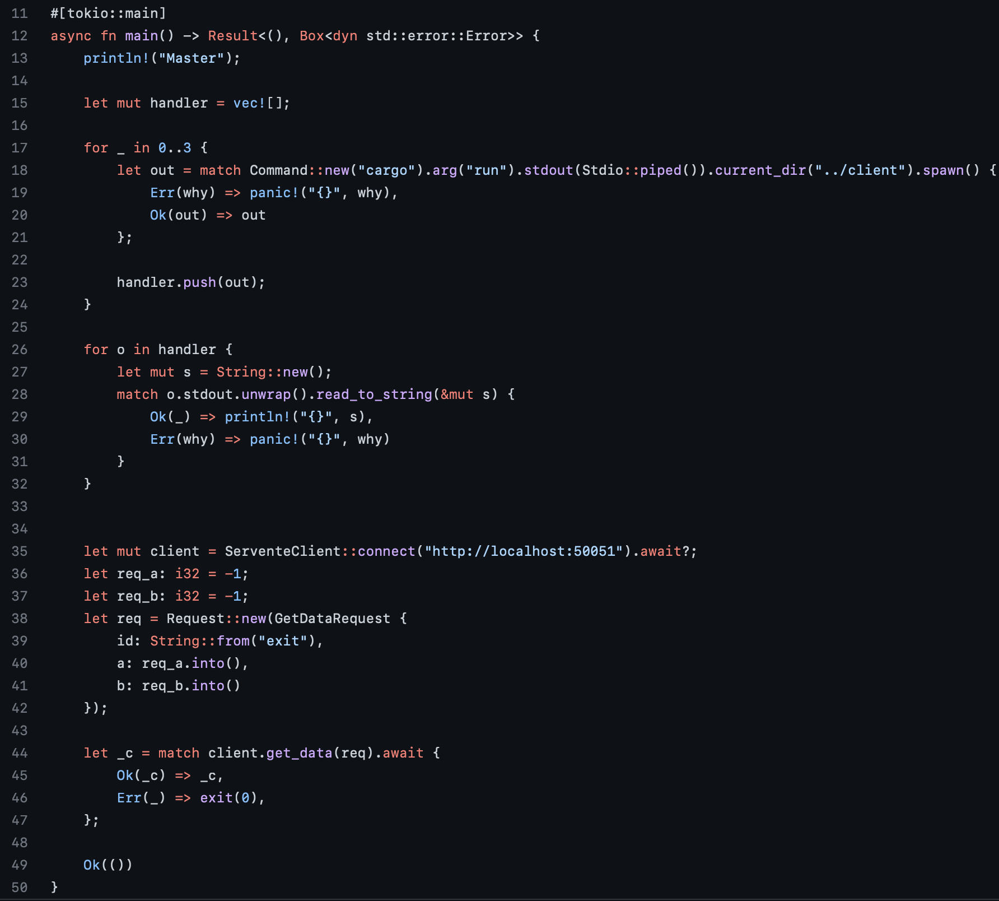 11 #[tokio::main]
12 async fn main() -> Result<(), Box<dyn std::error::Error>> {
13     println!("Master");
14
15     let mut handler = vec![];
16
17     for _ in 0..3 {
18         let out = match Command::new("cargo").arg("run").stdout(Stdio::piped()).current_dir("../client").spawn() {
19             Err(why) => panic!("{}", why),
20             Ok(out) => out
21         };
22
23         handler.push(out);
24     }
25
26     for o in handler {
27         let mut s = String::new();
28         match o.stdout.unwrap().read_to_string(&mut s) {
29             Ok(_) => println!("{}", s),
30             Err(why) => panic!("{}", why)
31         }
32     }
33
34
35     let mut client = ServenteClient::connect("http://localhost:50051").await?;
36     let req_a: i32 = -1;
37     let req_b: i32 = -1;
38     let req = Request::new(GetDataRequest {
39         id: String::from("exit"),
40         a: req_a.into(),
41         b: req_b.into()
42     });
43
44     let _c = match client.get_data(req).await {
45         Ok(_c) => _c,
46         Err(_) => exit(0),
47     };
48
49     Ok(())
50 }